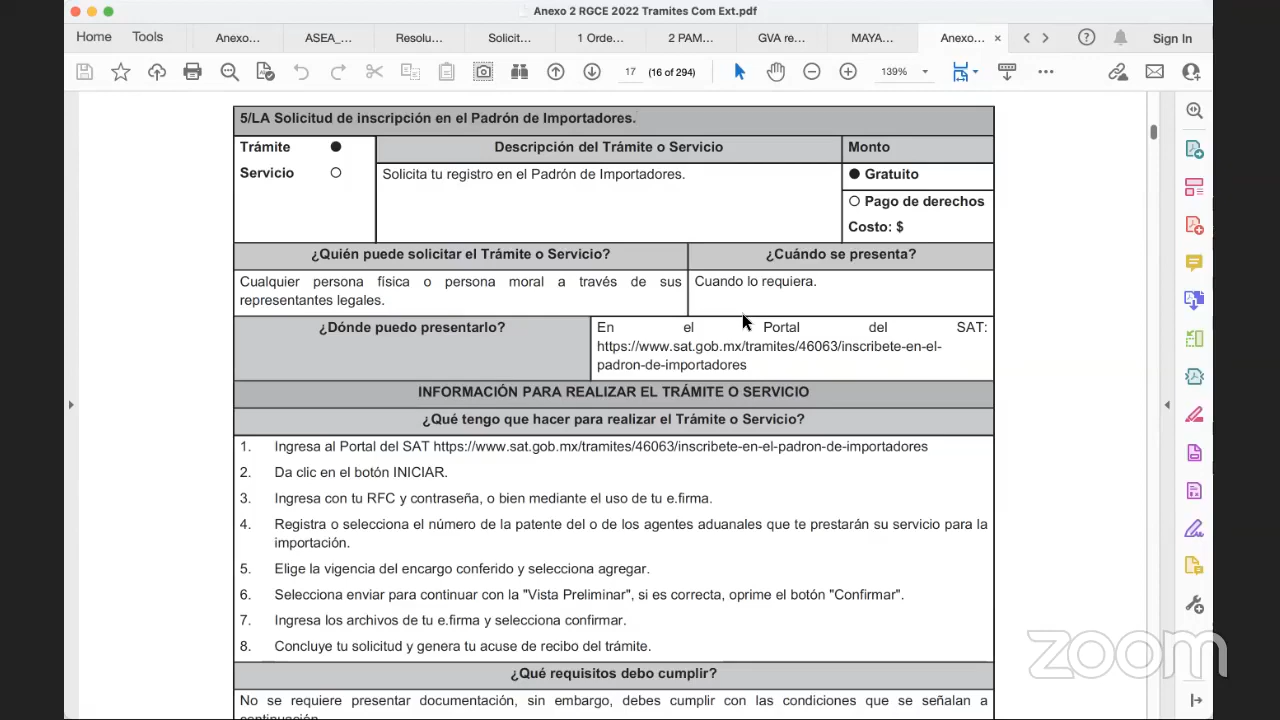 Anexo 2 RGCE 2022 Tramites Com Ext.pdf
Home Tools Anexo... ASEA_... Resolu... Solicit... 1 Orde... 2 PAM... GVA re... MAYA... Anexo... × Sign In
17 (16 of 294) 139%
5/LA Solicitud de inscripción en el Padrón de Importadores.
Trámite ● Descripción del Trámite o Servicio Monto
Servicio ○ Solicita tu registro en el Padrón de Importadores. ● Gratuito
○ Pago de derechos
Costo: $
¿Quién puede solicitar el Trámite o Servicio? ¿Cuándo se presenta?
Cualquier persona física o persona moral a través de sus Cuando lo requiera.
representantes legales.
¿Dónde puedo presentarlo? En el Portal del SAT:
https://www.sat.gob.mx/tramites/46063/inscribete-en-el-
padron-de-importadores
INFORMACIÓN PARA REALIZAR EL TRÁMITE O SERVICIO
¿Qué tengo que hacer para realizar el Trámite o Servicio?
1. Ingresa al Portal del SAT https://www.sat.gob.mx/tramites/46063/inscribete-en-el-padron-de-importadores
2. Da clic en el botón INICIAR.
3. Ingresa con tu RFC y contraseña, o bien mediante el uso de tu e.firma.
4. Registra o selecciona el número de la patente del o de los agentes aduanales que te prestarán su servicio para la
importación.
5. Elige la vigencia del encargo conferido y selecciona agregar.
6. Selecciona enviar para continuar con la "Vista Preliminar", si es correcta, oprime el botón "Confirmar".
7. Ingresa los archivos de tu e.firma y selecciona confirmar.
8. Concluye tu solicitud y genera tu acuse de recibo del trámite.
¿Qué requisitos debo cumplir?
No se requiere presentar documentación, sin embargo, debes cumplir con las condiciones que se señalan a
continuación.
zoom